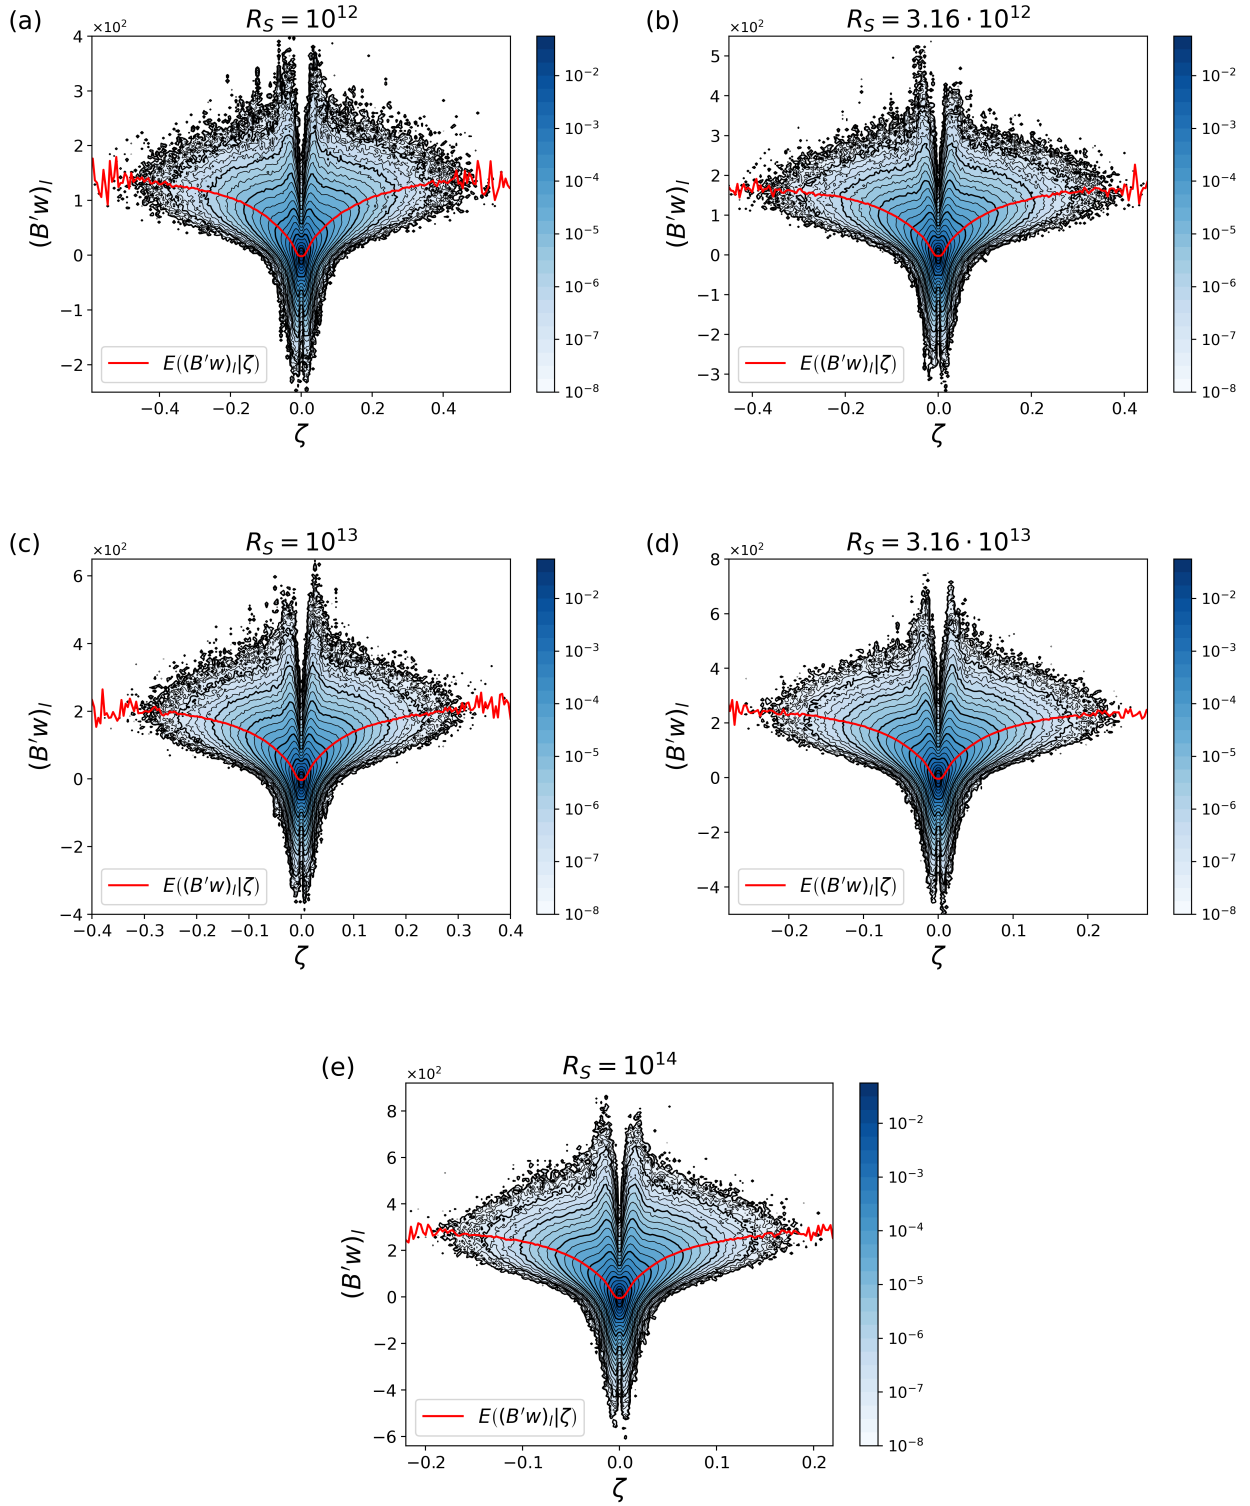 (a)
R_S = 10^12
×10^2
(B'w)_l
4
3
2
1
0
−1
−2
E((B'w)_l|ζ)
−0.4 −0.2 0.0 0.2 0.4
ζ
10^−2
10^−3
10^−4
10^−5
10^−6
10^−7
10^−8
(b)
R_S = 3.16 · 10^12
×10^2
(B'w)_l
5
4
3
2
1
0
−1
−2
−3
E((B'w)_l|ζ)
−0.4 −0.2 0.0 0.2 0.4
ζ
10^−2
10^−3
10^−4
10^−5
10^−6
10^−7
10^−8
(c)
R_S = 10^13
×10^2
(B'w)_l
6
4
2
0
−2
−4
E((B'w)_l|ζ)
−0.4 −0.3 −0.2 −0.1 0.0 0.1 0.2 0.3 0.4
ζ
10^−2
10^−3
10^−4
10^−5
10^−6
10^−7
10^−8
(d)
R_S = 3.16 · 10^13
×10^2
(B'w)_l
8
6
4
2
0
−2
−4
E((B'w)_l|ζ)
−0.2 −0.1 0.0 0.1 0.2
ζ
10^−2
10^−3
10^−4
10^−5
10^−6
10^−7
10^−8
(e)
R_S = 10^14
×10^2
(B'w)_l
8
6
4
2
0
−2
−4
−6
E((B'w)_l|ζ)
−0.2 −0.1 0.0 0.1 0.2
ζ
10^−2
10^−3
10^−4
10^−5
10^−6
10^−7
10^−8